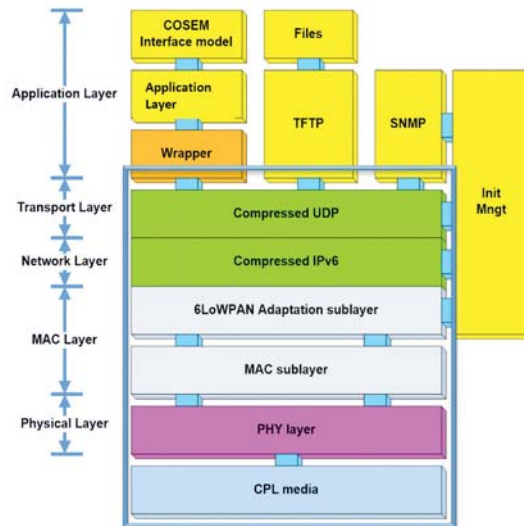 COSEM
Interface model
Files
Application Layer
Application
Layer
TFTP
SNMP
Init
Mngt
Wrapper
Transport Layer
Compressed UDP
Network Layer
Compressed IPv6
6LoWPAN Adaptation sublayer
MAC Layer
MAC sublayer
Physical Layer
PHY layer
CPL media